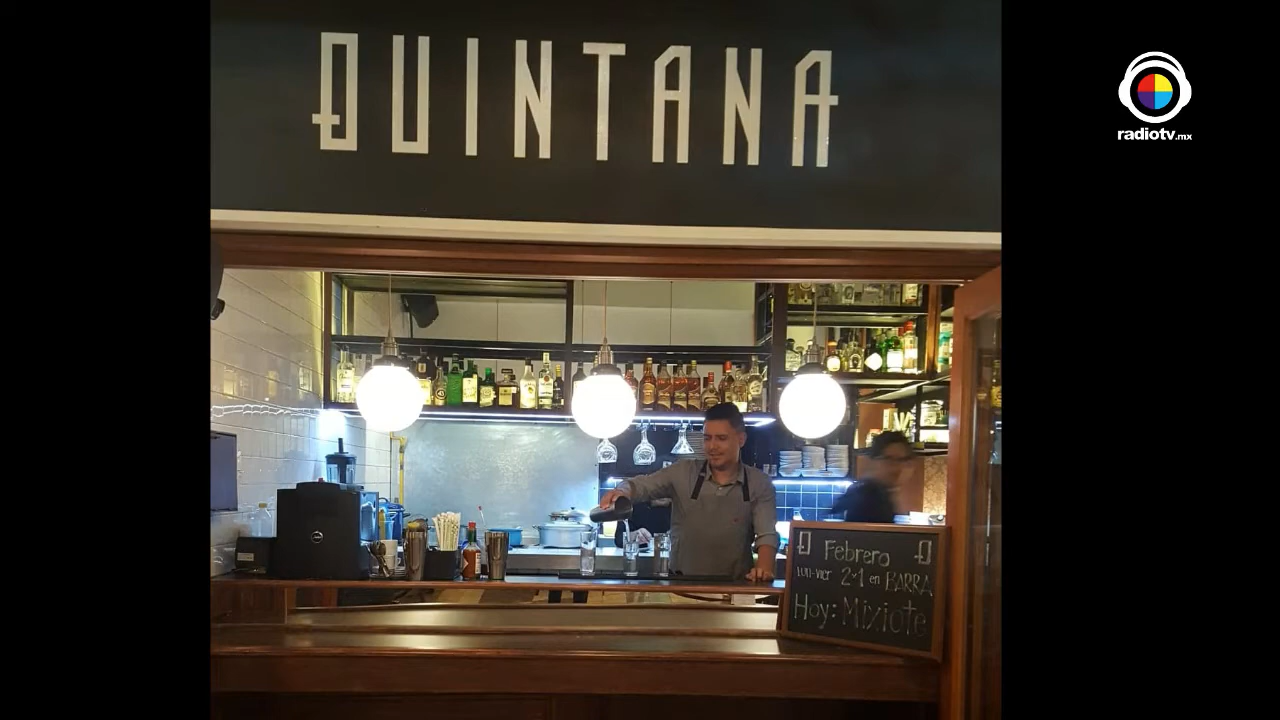 QUINTANA
radiotv.mx
Febrero
lun-vier 2x1 en BARRA
Hoy: Mixiote